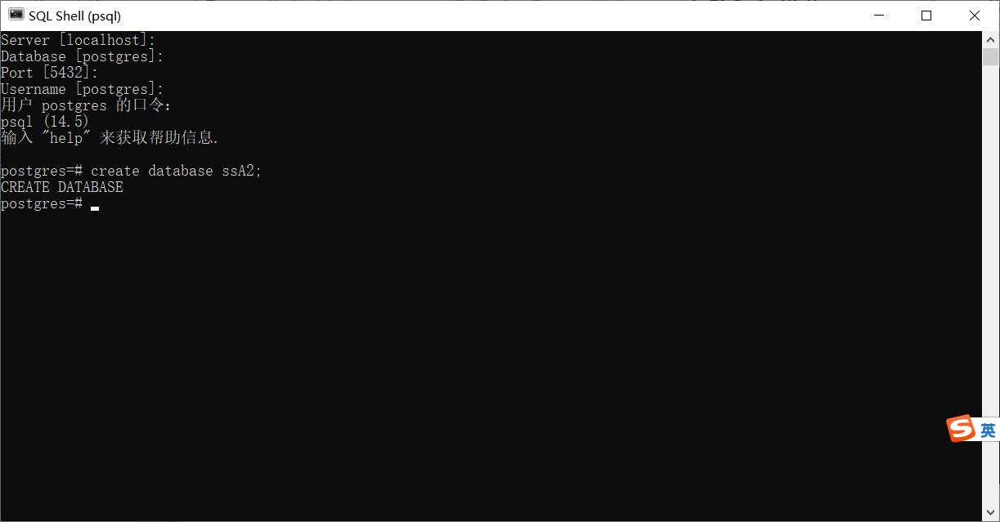 SQL Shell (psql)
Server [localhost]:
Database [postgres]:
Port [5432]:
Username [postgres]:
用户 postgres 的口令：
psql (14.5)
输入 "help" 来获取帮助信息.
postgres=# create database ssA2;
CREATE DATABASE
postgres=#
S 英